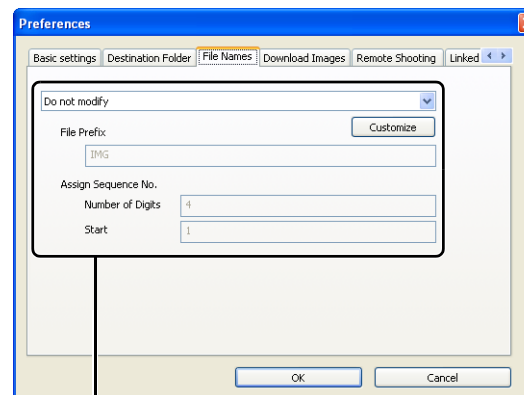 Preferences
Basic settings Destination Folder File Names Download Images Remote Shooting Linked
Do not modify
Customize
File Prefix
IMG
Assign Sequence No.
Number of Digits 4
Start 1
OK Cancel